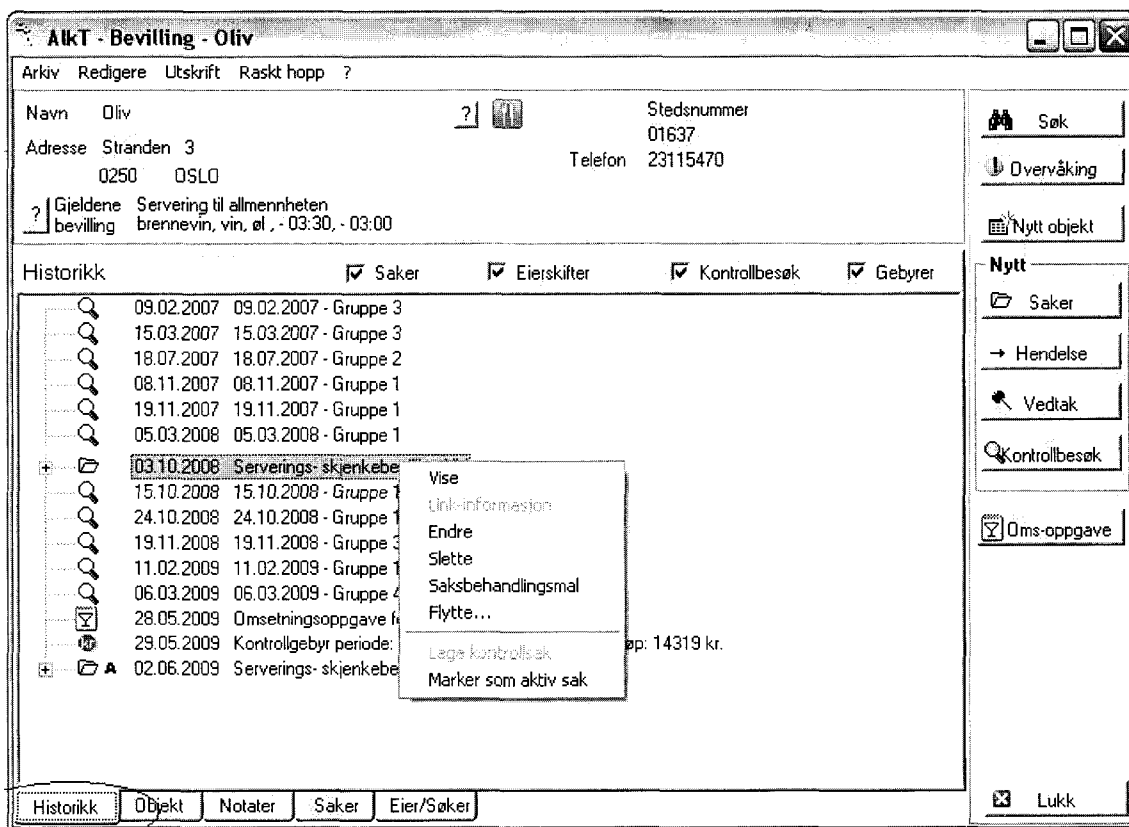 AlkT - Bevilling - Oliv
Arkiv Redigere Utskrift Raskt hopp ?
Navn Oliv ?
Stedsnummer
01637
Adresse Stranden 3
Telefon 23115470
0250 OSLO
? Gjeldene bevilling Servering til allmennheten
brennevin, vin, øl , - 03:30, - 03:00
Historikk Saker Eierskifter Kontrollbesøk Gebyrer
09.02.2007 09.02.2007 - Gruppe 3
15.03.2007 15.03.2007 - Gruppe 3
18.07.2007 18.07.2007 - Gruppe 2
08.11.2007 08.11.2007 - Gruppe 1
19.11.2007 19.11.2007 - Gruppe 1
05.03.2008 05.03.2008 - Gruppe 1
03.10.2008 Serverings- skjenkebe
15.10.2008 15.10.2008 - Gruppe 1
24.10.2008 24.10.2008 - Gruppe 1
19.11.2008 19.11.2008 - Gruppe 3
11.02.2009 11.02.2009 - Gruppe 1
06.03.2009 06.03.2009 - Gruppe 4
28.05.2009 Omsetningsoppgave f
29.05.2009 Kontrollgebyr periode: øp: 14319 kr.
A 02.06.2009 Serverings- skjenkebe
Vise
Link-informasjon
Endre
Slette
Saksbehandlingsmal
Flytte...
Lage kontrollsak
Marker som aktiv sak
Søk
Overvåking
Nytt objekt
Nytt
Saker
Hendelse
Vedtak
Kontrollbesøk
Oms-oppgave
Lukk
Historikk Objekt Notater Saker Eier/Søker